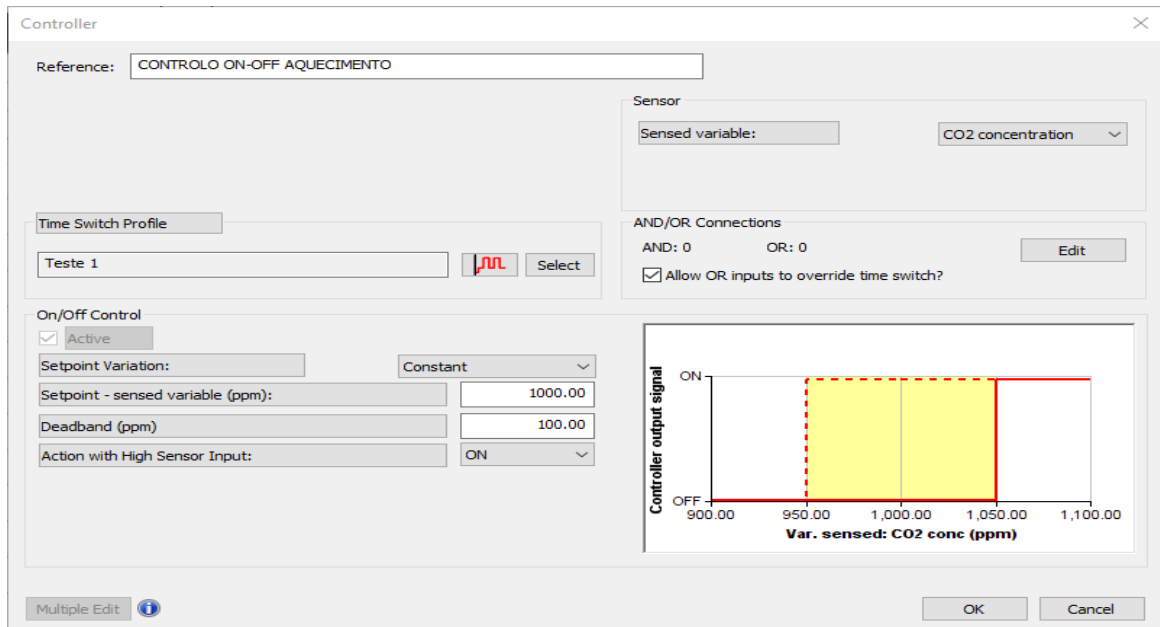 Controller
Reference: CONTROLO ON-OFF AQUECIMENTO
Sensor
Sensed variable: CO2 concentration
Time Switch Profile
Teste 1 Select
AND/OR Connections
AND: 0 OR: 0 Edit
Allow OR inputs to override time switch?
On/Off Control
Active
Setpoint Variation: Constant
Setpoint - sensed variable (ppm): 1000.00
Deadband (ppm) 100.00
Action with High Sensor Input: ON
Controller output signal
ON
OFF
900.00 950.00 1,000.00 1,050.00 1,100.00
Var. sensed: CO2 conc (ppm)
Multiple Edit OK Cancel